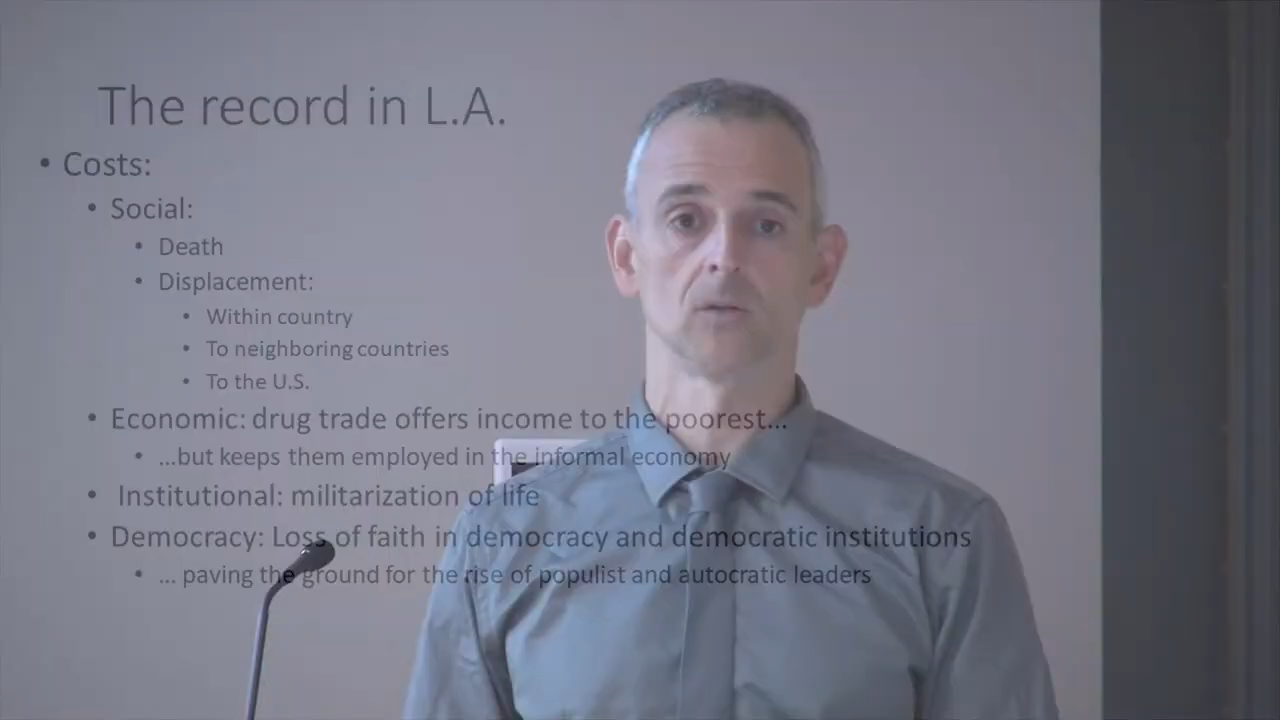 The record in L.A.
• Costs:
• Social:
• Death
• Displacement:
• Within country
• To neighboring countries
• To the U.S.
• Economic: drug trade offers income to the poorest...
• ...but keeps them employed in the informal economy
• Institutional: militarization of life
• Democracy: Loss of faith in democracy and democratic institutions
• ... paving the ground for the rise of populist and autocratic leaders